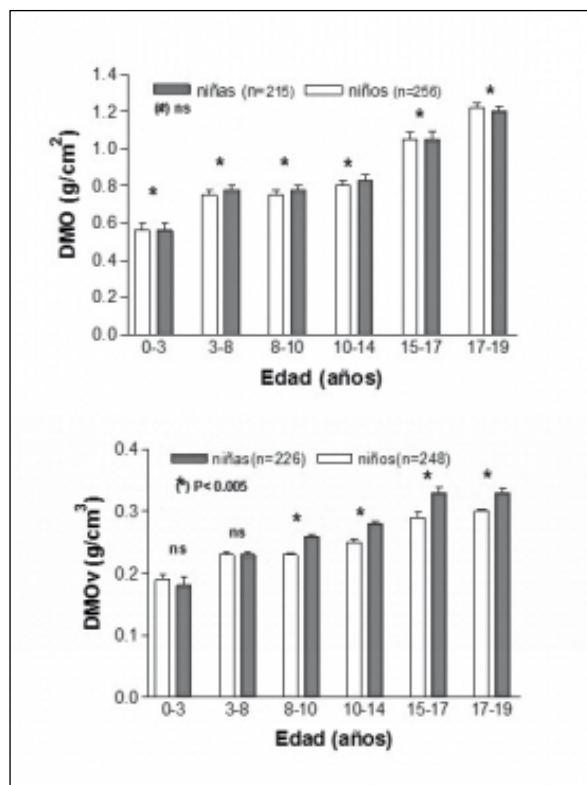 niñas (n=215) niños (n=256)
(#) ns
DMO (g/cm²)
1.4
1.2
1.0
0.8
0.6
0.4
0.2
0.0
* * * * * *
0-3 3-8 8-10 10-14 15-17 17-19
Edad (años)
niñas(n=226) niños(n=248)
(*) P< 0.005
DMOv (g/cm³)
0.4
0.3
0.2
0.1
0.0
ns ns * * * *
0-3 3-8 8-10 10-14 15-17 17-19
Edad (años)